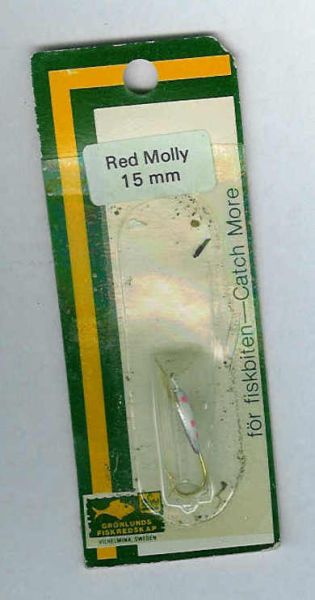 Red Molly
15 mm
för fiskbiten—Catch More
GRÖNLUNDS
FISKREDSKAP
VILHELMINA, SWEDEN